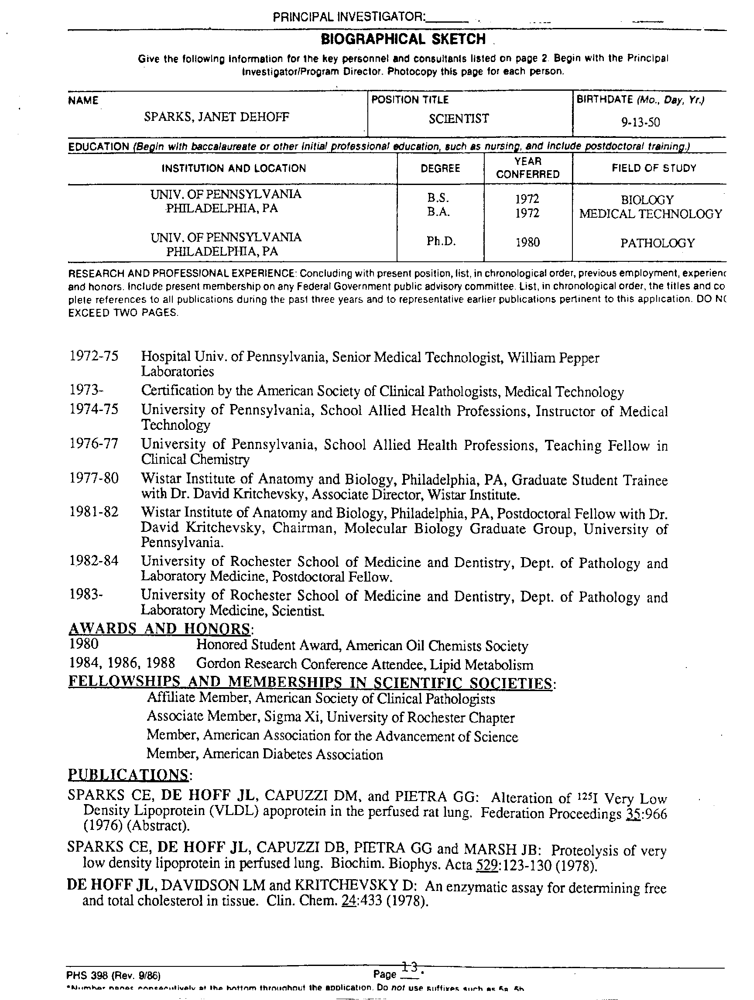 PRINCIPAL INVESTIGATOR:
BIOGRAPHICAL SKETCH
Give the following information for the key personnel and consultants listed on page 2. Begin with the Principal
Investigator/Program Director. Photocopy this page for each person.
NAME POSITION TITLE BIRTHDATE (Mo., Day, Yr.)
SPARKS, JANET DEHOFF SCIENTIST 9-13-50
EDUCATION (Begin with baccalaureate or other initial professional education, such as nursing, and include postdoctoral training.)
INSTITUTION AND LOCATION DEGREE YEAR CONFERRED FIELD OF STUDY
UNIV. OF PENNSYLVANIA B.S. 1972 BIOLOGY
PHILADELPHIA, PA B.A. 1972 MEDICAL TECHNOLOGY
UNIV. OF PENNSYLVANIA Ph.D. 1980 PATHOLOGY
PHILADELPHIA, PA
RESEARCH AND PROFESSIONAL EXPERIENCE: Concluding with present position, list, in chronological order, previous employment, experienc
and honors. Include present membership on any Federal Government public advisory committee. List, in chronological order, the titles and co
plete references to all publications during the past three years and to representative earlier publications pertinent to this application. DO NO
EXCEED TWO PAGES.
1972-75 Hospital Univ. of Pennsylvania, Senior Medical Technologist, William Pepper
Laboratories
1973- Certification by the American Society of Clinical Pathologists, Medical Technology
1974-75 University of Pennsylvania, School Allied Health Professions, Instructor of Medical
Technology
1976-77 University of Pennsylvania, School Allied Health Professions, Teaching Fellow in
Clinical Chemistry
1977-80 Wistar Institute of Anatomy and Biology, Philadelphia, PA, Graduate Student Trainee
with Dr. David Kritchevsky, Associate Director, Wistar Institute.
1981-82 Wistar Institute of Anatomy and Biology, Philadelphia, PA, Postdoctoral Fellow with Dr.
David Kritchevsky, Chairman, Molecular Biology Graduate Group, University of
Pennsylvania.
1982-84 University of Rochester School of Medicine and Dentistry, Dept. of Pathology and
Laboratory Medicine, Postdoctoral Fellow.
1983- University of Rochester School of Medicine and Dentistry, Dept. of Pathology and
Laboratory Medicine, Scientist.
AWARDS AND HONORS:
1980 Honored Student Award, American Oil Chemists Society
1984, 1986, 1988 Gordon Research Conference Attendee, Lipid Metabolism
FELLOWSHIPS AND MEMBERSHIPS IN SCIENTIFIC SOCIETIES:
Affiliate Member, American Society of Clinical Pathologists
Associate Member, Sigma Xi, University of Rochester Chapter
Member, American Association for the Advancement of Science
Member, American Diabetes Association
PUBLICATIONS:
SPARKS CE, DE HOFF JL, CAPUZZI DM, and PIETRA GG: Alteration of 125I Very Low
Density Lipoprotein (VLDL) apoprotein in the perfused rat lung. Federation Proceedings 35:966
(1976) (Abstract).
SPARKS CE, DE HOFF JL, CAPUZZI DB, PIETRA GG and MARSH JB: Proteolysis of very
low density lipoprotein in perfused lung. Biochim. Biophys. Acta 529:123-130 (1978).
DE HOFF JL, DAVIDSON LM and KRITCHEVSKY D: An enzymatic assay for determining free
and total cholesterol in tissue. Clin. Chem. 24:433 (1978).
PHS 398 (Rev. 9/86) Page 13*
*Number pages consecutively at the bottom throughout the application. Do not use suffixes such as 5a, 5b.